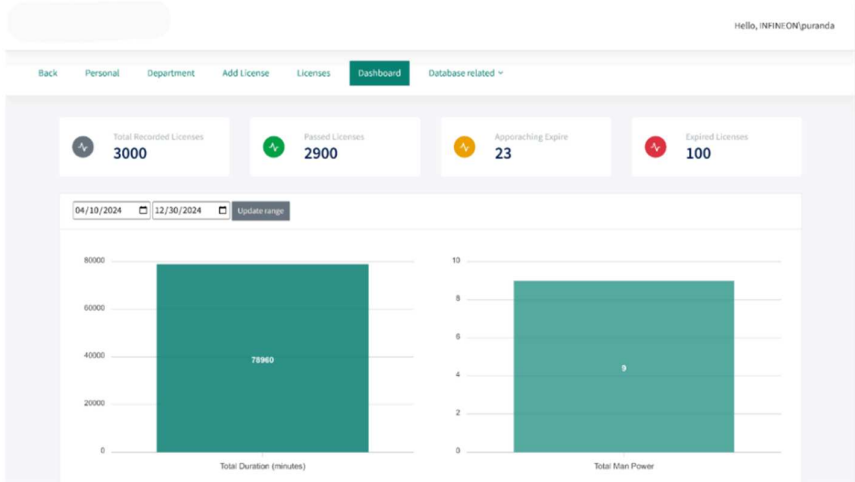 Hello, INFINEON\puranda
Back Personal Department Add License Licenses Dashboard Database related
Total Recorded Licenses
3000
Passed Licenses
2900
Apporaching Expire
23
Expired Licenses
100
04/10/2024 12/30/2024 Update range
80000
60000
40000
20000
0
78960
Total Duration (minutes)
10
8
6
4
2
0
9
Total Man Power